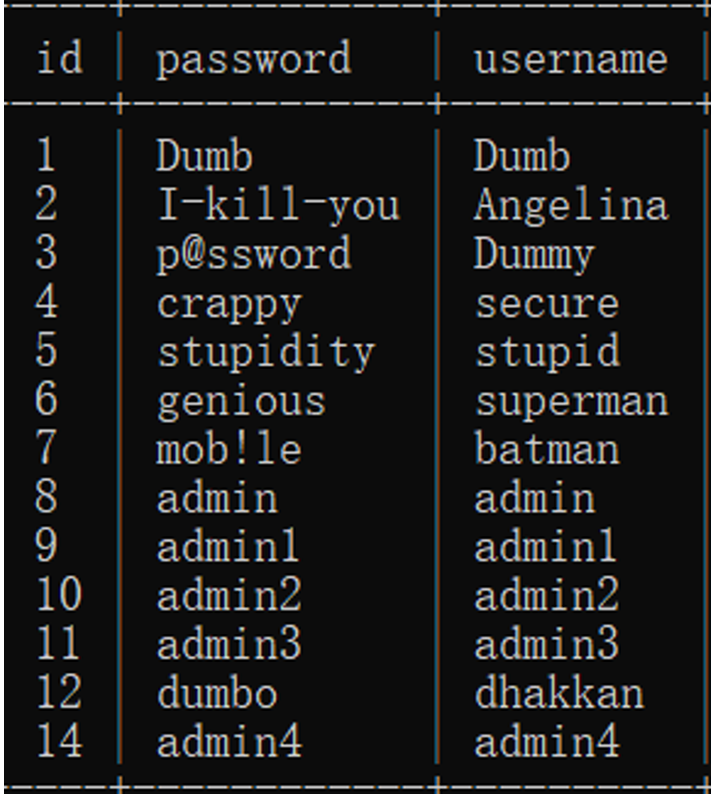 id | password | username
1 | Dumb | Dumb
2 | I-kill-you | Angelina
3 | p@ssword | Dummy
4 | crappy | secure
5 | stupidity | stupid
6 | genious | superman
7 | mob!le | batman
8 | admin | admin
9 | admin1 | admin1
10 | admin2 | admin2
11 | admin3 | admin3
12 | dumbo | dhakkan
14 | admin4 | admin4